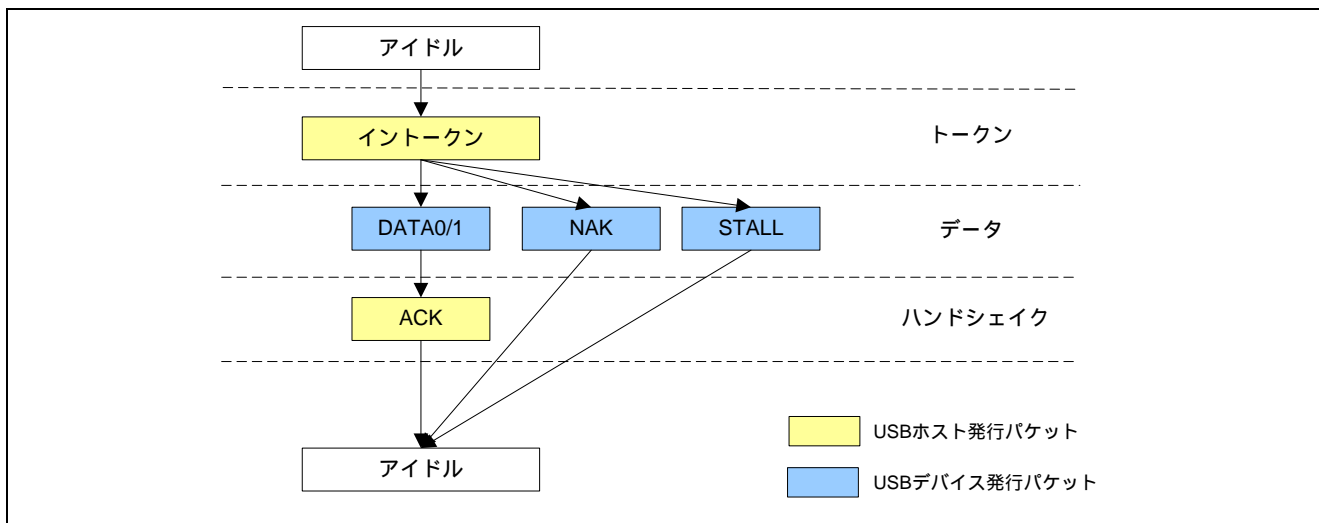 アイドル
イントークン
トークン
DATA0/1
NAK
STALL
データ
ACK
ハンドシェイク
アイドル
USBホスト発行パケット
USBデバイス発行パケット